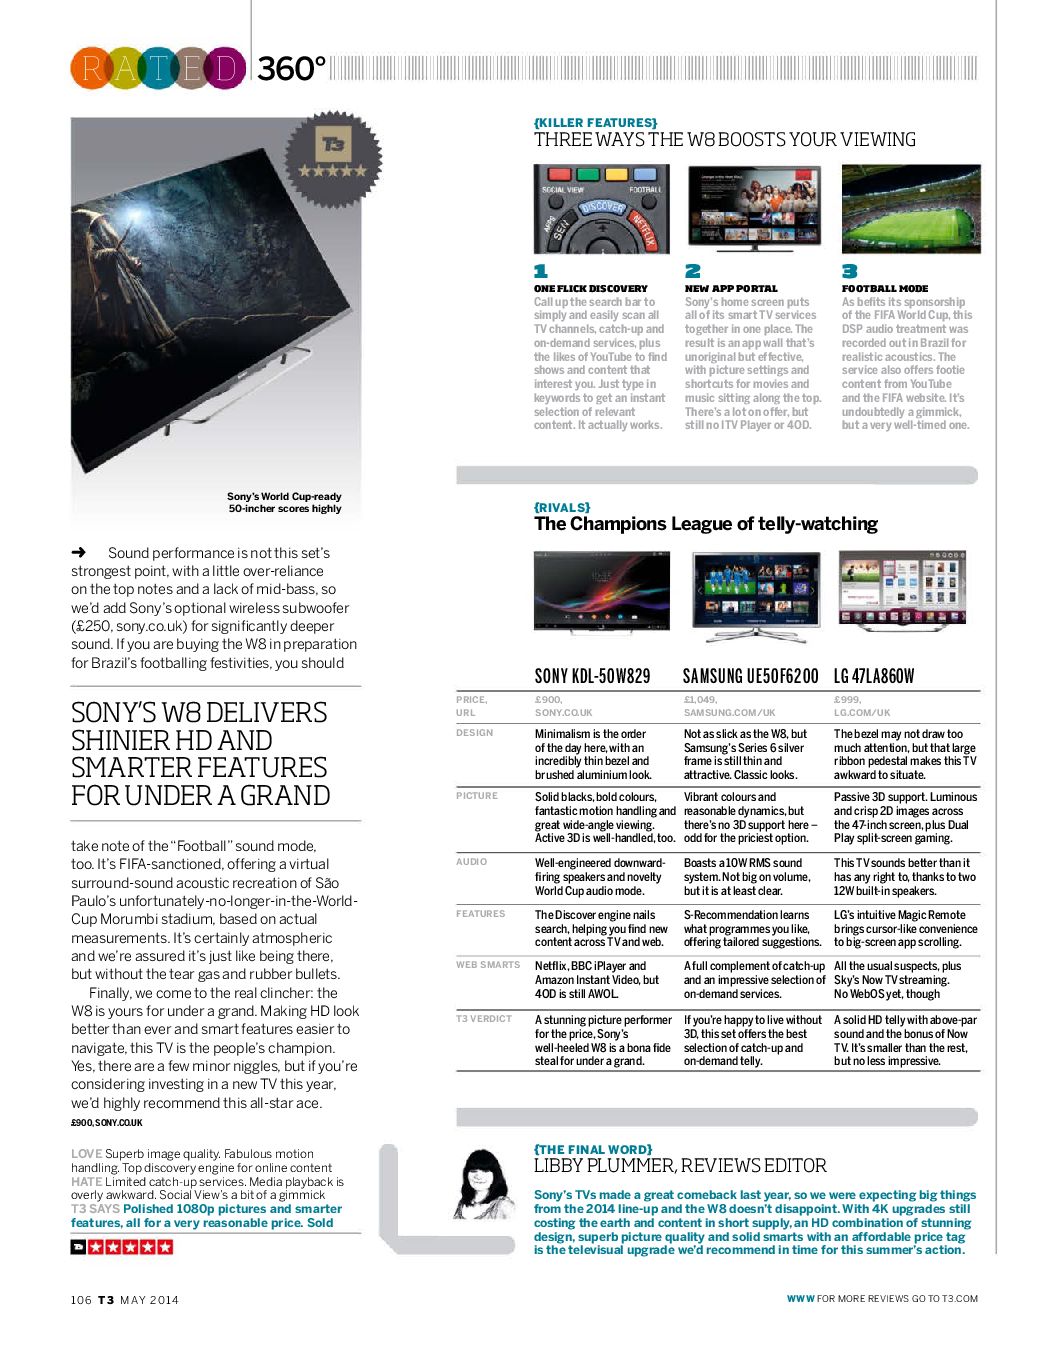 RATED 360°
T3
Sony's World Cup-ready
50-incher scores highly
➜ Sound performance is not this set's
strongest point, with a little over-reliance
on the top notes and a lack of mid-bass, so
we'd add Sony's optional wireless subwoofer
(£250, sony.co.uk) for significantly deeper
sound. If you are buying the W8 in preparation
for Brazil's footballing festivities, you should
SONY'S W8 DELIVERS
SHINIER HD AND
SMARTER FEATURES
FOR UNDER A GRAND
take note of the "Football" sound mode,
too. It's FIFA-sanctioned, offering a virtual
surround-sound acoustic recreation of São
Paulo's unfortunately-no-longer-in-the-World-
Cup Morumbi stadium, based on actual
measurements. It's certainly atmospheric
and we're assured it's just like being there,
but without the tear gas and rubber bullets.
Finally, we come to the real clincher: the
W8 is yours for under a grand. Making HD look
better than ever and smart features easier to
navigate, this TV is the people's champion.
Yes, there are a few minor niggles, but if you're
considering investing in a new TV this year,
we'd highly recommend this all-star ace.
£900, SONY.CO.UK
LOVE Superb image quality. Fabulous motion
handling. Top discovery engine for online content
HATE Limited catch-up services. Media playback is
overly awkward. Social View's a bit of a gimmick
T3 SAYS Polished 1080p pictures and smarter
features, all for a very reasonable price. Sold
T3
{KILLER FEATURES}
THREE WAYS THE W8 BOOSTS YOUR VIEWING
SOCIAL VIEW FOOTBALL
DISCOVER
SEN
NETFLIX
1
ONE FLICK DISCOVERY
Call up the search bar to
simply and easily scan all
TV channels, catch-up and
on-demand services, plus
the likes of YouTube to find
shows and content that
interest you. Just type in
keywords to get an instant
selection of relevant
content. It actually works.
2
NEW APP PORTAL
Sony's home screen puts
all of its smart TV services
together in one place. The
result is an app wall that's
unoriginal but effective,
with picture settings and
shortcuts for movies and
music sitting along the top.
There's a lot on offer, but
still no ITV Player or 4OD.
3
FOOTBALL MODE
As befits its sponsorship
of the FIFA World Cup, this
DSP audio treatment was
recorded out in Brazil for
realistic acoustics. The
service also offers footie
content from YouTube
and the FIFA website. It's
undoubtedly a gimmick,
but a very well-timed one.
{RIVALS}
The Champions League of telly-watching
SONY KDL-50W829 SAMSUNG UE50F6200 LG 47LA860W
PRICE, £900, £1,049, £999,
URL SONY.CO.UK SAMSUNG.COM/UK LG.COM/UK
DESIGN Minimalism is the order Not as slick as the W8, but The bezel may not draw too
of the day here, with an Samsung's Series 6 silver much attention, but that large
incredibly thin bezel and frame is still thin and ribbon pedestal makes this TV
brushed aluminium look. attractive. Classic looks. awkward to situate.
PICTURE Solid blacks, bold colours, Vibrant colours and Passive 3D support. Luminous
fantastic motion handling and reasonable dynamics, but and crisp 2D images across
great wide-angle viewing. there's no 3D support here – the 47-inch screen, plus Dual
Active 3D is well-handled, too. odd for the priciest option. Play split-screen gaming.
AUDIO Well-engineered downward- Boasts a 10W RMS sound This TV sounds better than it
firing speakers and novelty system. Not big on volume, has any right to, thanks to two
World Cup audio mode. but it is at least clear. 12W built-in speakers.
FEATURES The Discover engine nails S-Recommendation learns LG's intuitive Magic Remote
search, helping you find new what programmes you like, brings cursor-like convenience
content across TV and web. offering tailored suggestions. to big-screen app scrolling.
WEB SMARTS Netflix, BBC iPlayer and A full complement of catch-up All the usual suspects, plus
Amazon Instant Video, but and an impressive selection of Sky's Now TV streaming.
4OD is still AWOL. on-demand services. No WebOS yet, though
T3 VERDICT A stunning picture performer If you're happy to live without A solid HD telly with above-par
for the price, Sony's 3D, this set offers the best sound and the bonus of Now
well-heeled W8 is a bona fide selection of catch-up and TV. It's smaller than the rest,
steal for under a grand. on-demand telly. but no less impressive.
{THE FINAL WORD}
LIBBY PLUMMER, REVIEWS EDITOR
Sony's TVs made a great comeback last year, so we were expecting big things
from the 2014 line-up and the W8 doesn't disappoint. With 4K upgrades still
costing the earth and content in short supply, an HD combination of stunning
design, superb picture quality and solid smarts with an affordable price tag
is the televisual upgrade we'd recommend in time for this summer's action.
106 T3 MAY 2014
WWW FOR MORE REVIEWS GO TO T3.COM